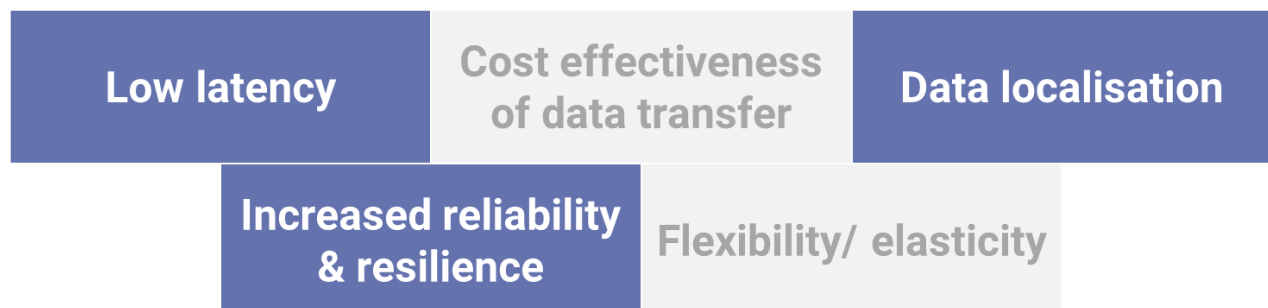 Low latency
Cost effectiveness
of data transfer
Data localisation
Increased reliability
& resilience
Flexibility/ elasticity